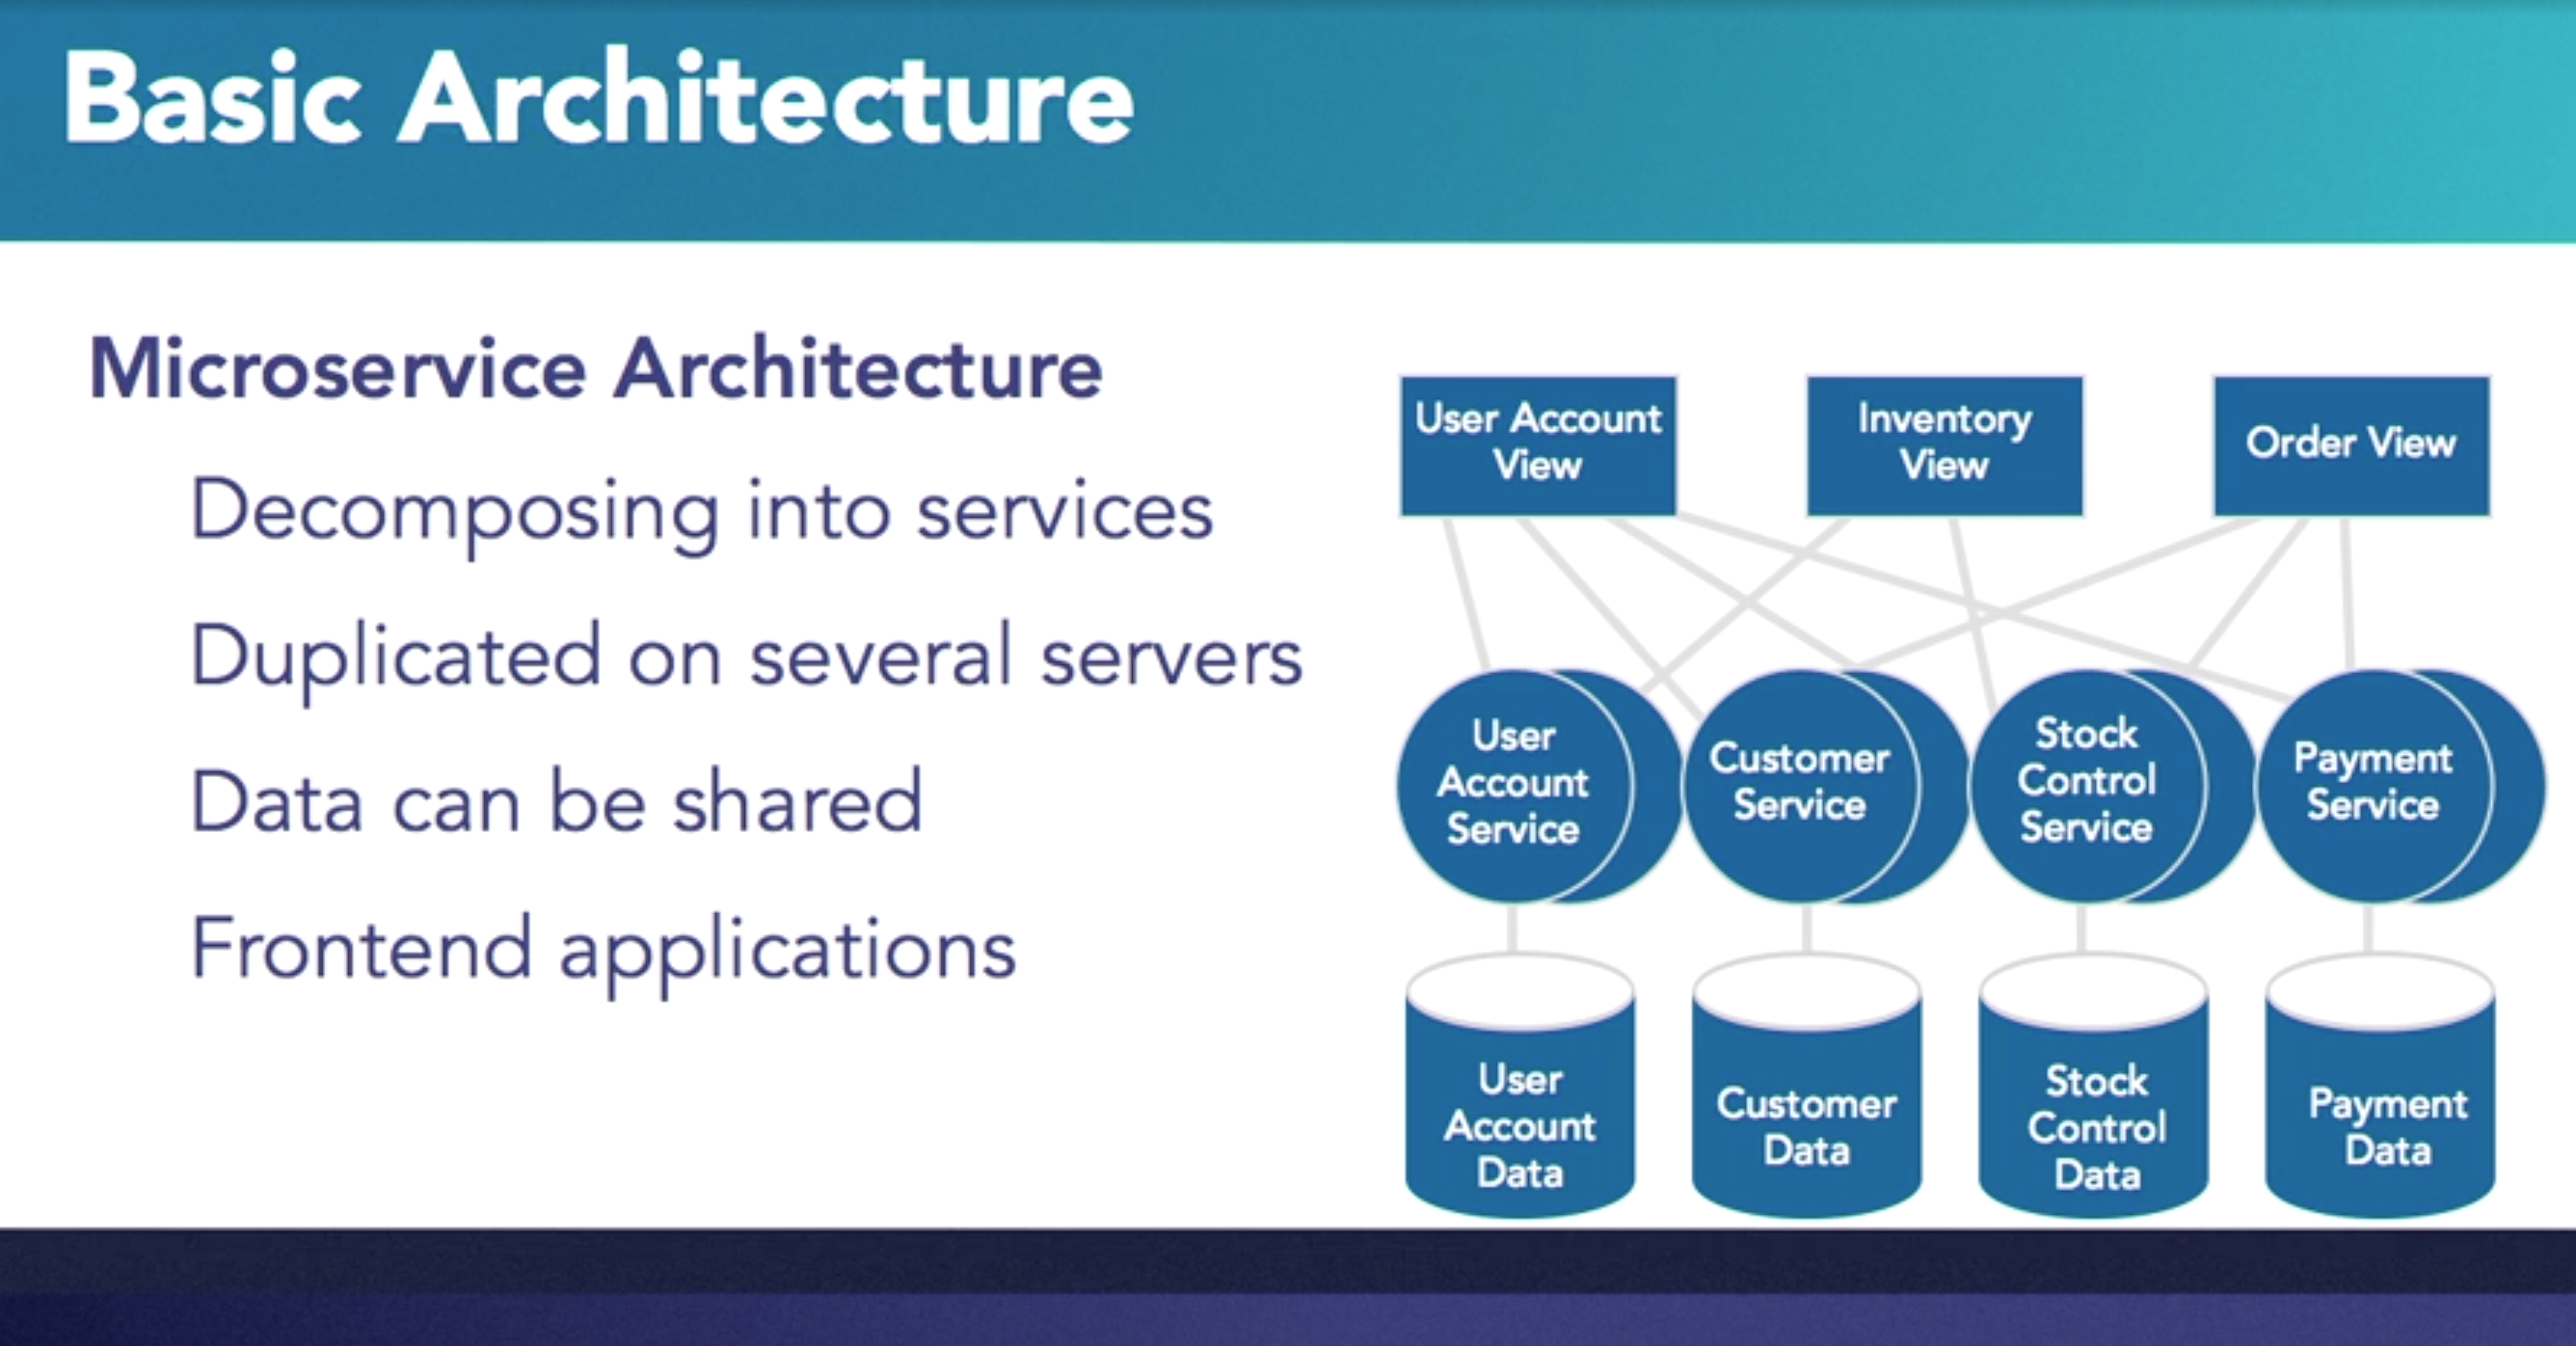 Basic Architecture
Microservice Architecture
Decomposing into services
Duplicated on several servers
Data can be shared
Frontend applications
User Account
View
Inventory
View
Order View
User
Account
Service
Customer
Service
Stock
Control
Service
Payment
Service
User
Account
Data
Customer
Data
Stock
Control
Data
Payment
Data